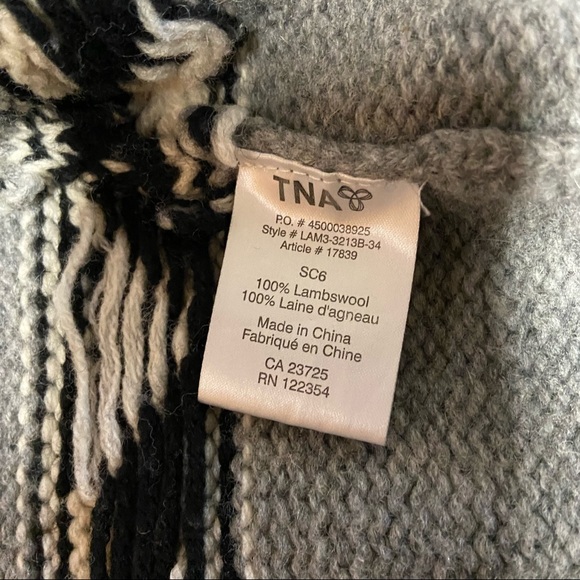 TNA
P.O. # 4500038925
Style # LAM3-3213B-34
Article # 17839
SC6
100% Lambswool
100% Laine d'agneau
Made in China
Fabriqué en Chine
CA 23725
RN 122354